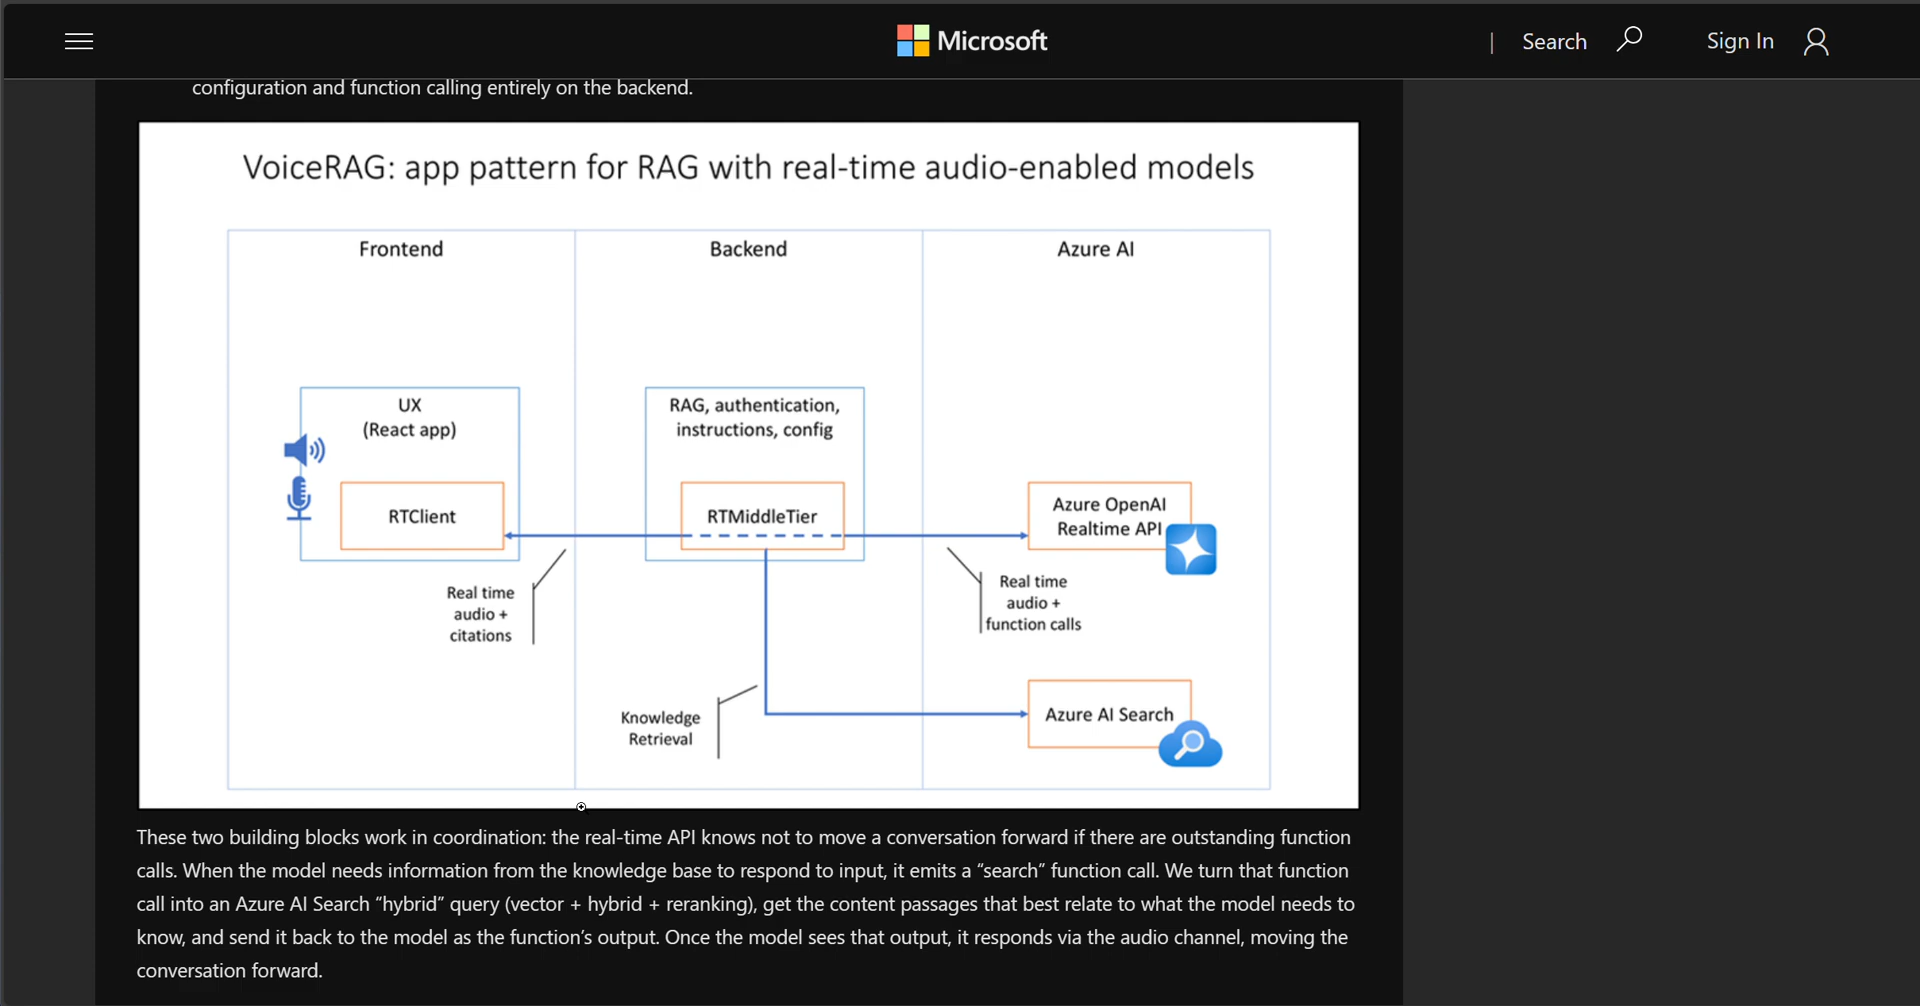 Microsoft
Search
Sign In
configuration and function calling entirely on the backend.
VoiceRAG: app pattern for RAG with real-time audio-enabled models
Frontend
Backend
Azure AI
UX
(React app)
RTClient
RAG, authentication,
instructions, config
RTMiddleTier
Azure OpenAI
Realtime API
Real time
audio +
citations
Real time
audio +
function calls
Knowledge
Retrieval
Azure AI Search
These two building blocks work in coordination: the real-time API knows not to move a conversation forward if there are outstanding function
calls. When the model needs information from the knowledge base to respond to input, it emits a “search” function call. We turn that function
call into an Azure AI Search “hybrid” query (vector + hybrid + reranking), get the content passages that best relate to what the model needs to
know, and send it back to the model as the function’s output. Once the model sees that output, it responds via the audio channel, moving the
conversation forward.